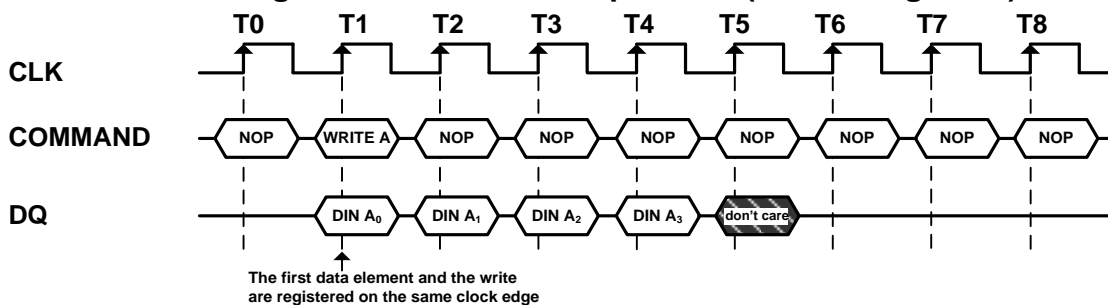 T0 T1 T2 T3 T4 T5 T6 T7 T8
CLK
COMMAND NOP WRITE A NOP NOP NOP NOP NOP NOP NOP
DQ DIN A₀ DIN A₁ DIN A₂ DIN A₃ don't care
The first data element and the write
are registered on the same clock edge